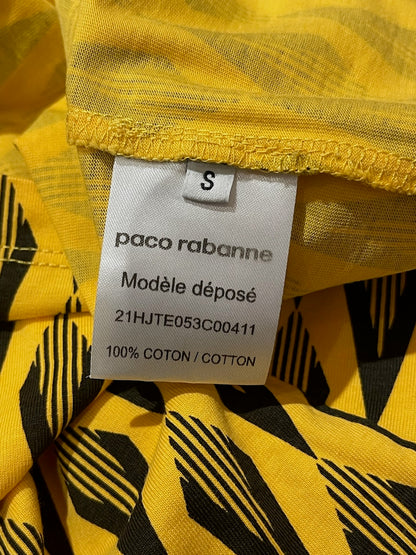 S
paco rabanne
Modèle déposé
21HJTE053C00411
100% COTON / COTTON